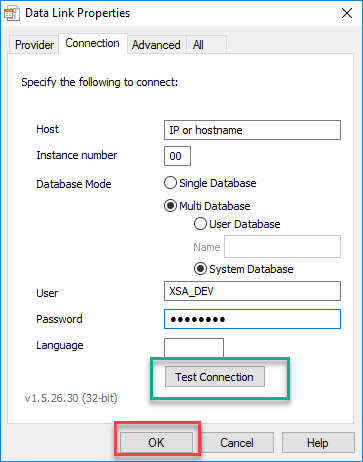 Data Link Properties
Provider Connection Advanced All
Specify the following to connect:
Host IP or hostname
Instance number 00
Database Mode Single Database
Multi Database
User Database
Name
System Database
User XSA_DEV
Password ●●●●●●●●
Language
Test Connection
v1.5.26.30 (32-bit)
OK Cancel Help